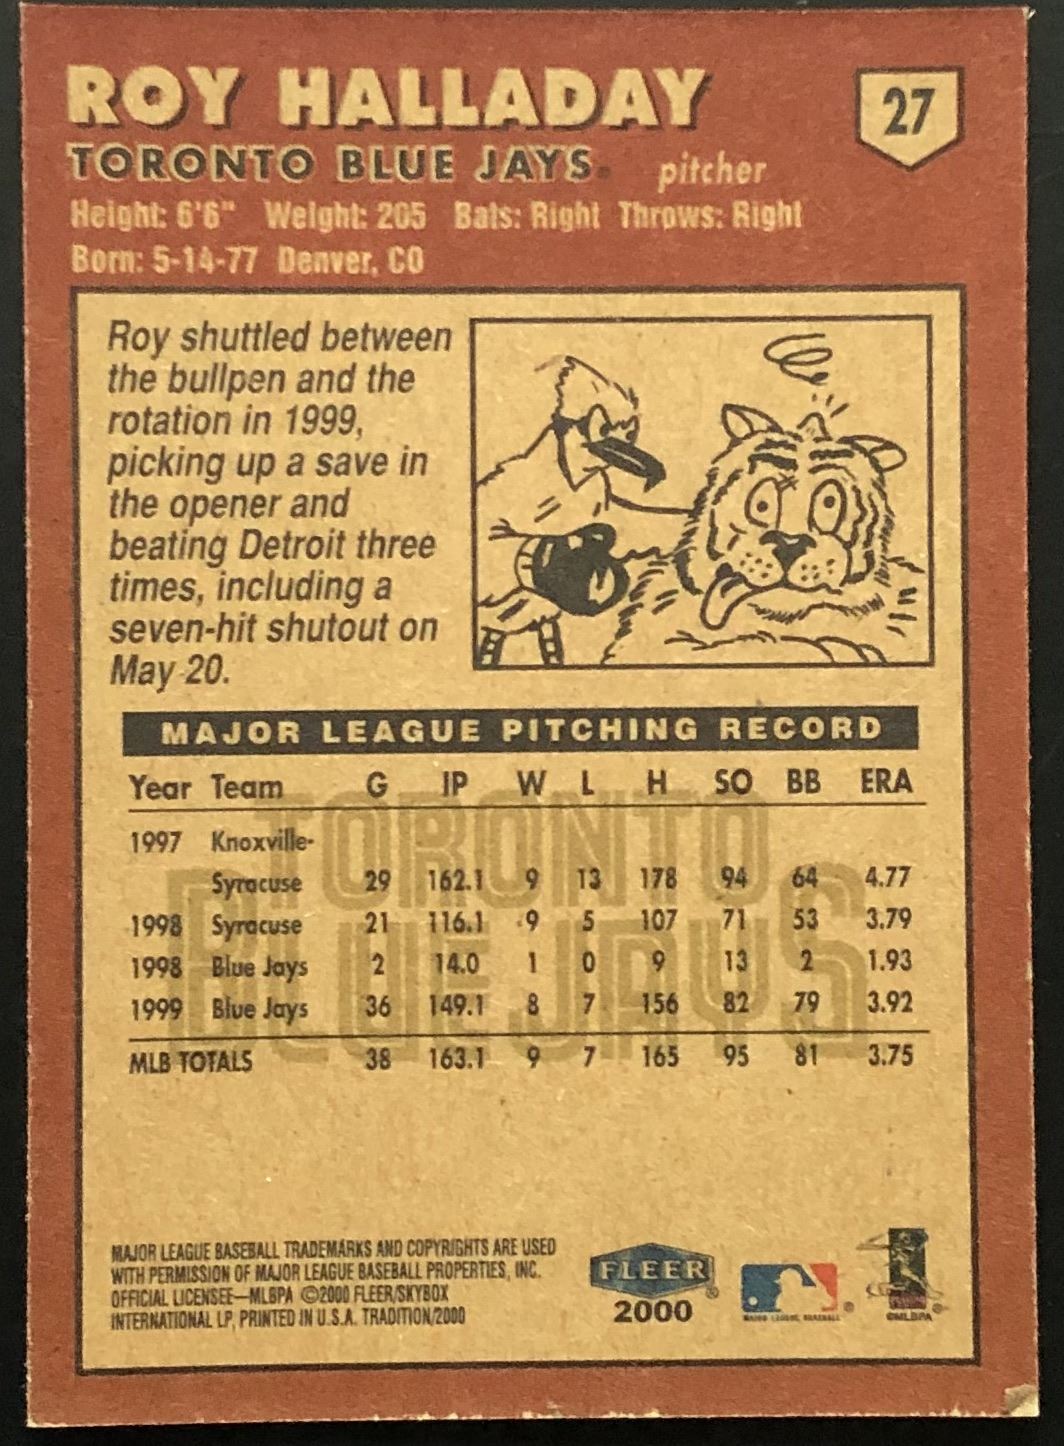 ROY HALLADAY
27
TORONTO BLUE JAYS. pitcher
Height: 6'6" Weight: 205 Bats: Right Throws: Right
Born: 5-14-77 Denver, CO
Roy shuttled between
the bullpen and the
rotation in 1999,
picking up a save in
the opener and
beating Detroit three
times, including a
seven-hit shutout on
May 20.
MAJOR LEAGUE PITCHING RECORD
Year Team G IP W L H SO BB ERA
1997 Knoxville-
Syracuse 29 162.1 9 13 178 94 64 4.77
1998 Syracuse 21 116.1 9 5 107 71 53 3.79
1998 Blue Jays 2 14.0 1 0 9 13 2 1.93
1999 Blue Jays 36 149.1 8 7 156 82 79 3.92
MLB TOTALS 38 163.1 9 7 165 95 81 3.75
TORONTO
BLUE JAYS
MAJOR LEAGUE BASEBALL TRADEMARKS AND COPYRIGHTS ARE USED
WITH PERMISSION OF MAJOR LEAGUE BASEBALL PROPERTIES, INC.
OFFICIAL LICENSEE—MLBPA ©2000 FLEER/SKYBOX
INTERNATIONAL LP, PRINTED IN U.S.A. TRADITION/2000
FLEER®
2000
MAJOR LEAGUE BASEBALL ®
©MLBPA